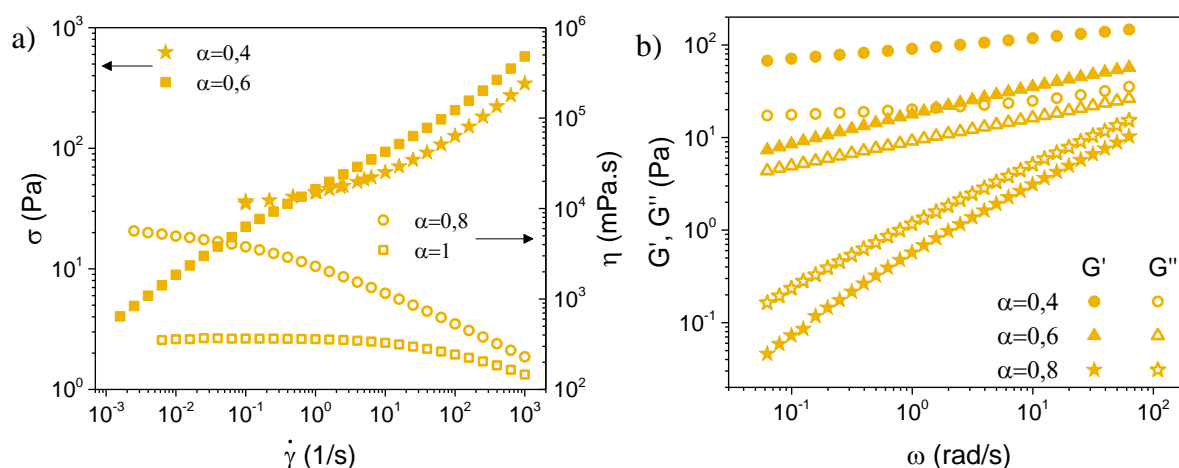 a)
α=0,4
α=0,6
α=0,8
α=1
σ (Pa)
10³
10²
10¹
10⁰
η (mPa.s)
10⁶
10⁵
10⁴
10³
10²
10⁻³ 10⁻² 10⁻¹ 10⁰ 10¹ 10² 10³
γ̇ (1/s)
b)
G', G'' (Pa)
10²
10¹
10⁰
10⁻¹
G' G''
α=0,4
α=0,6
α=0,8
10⁻¹ 10⁰ 10¹ 10²
ω (rad/s)